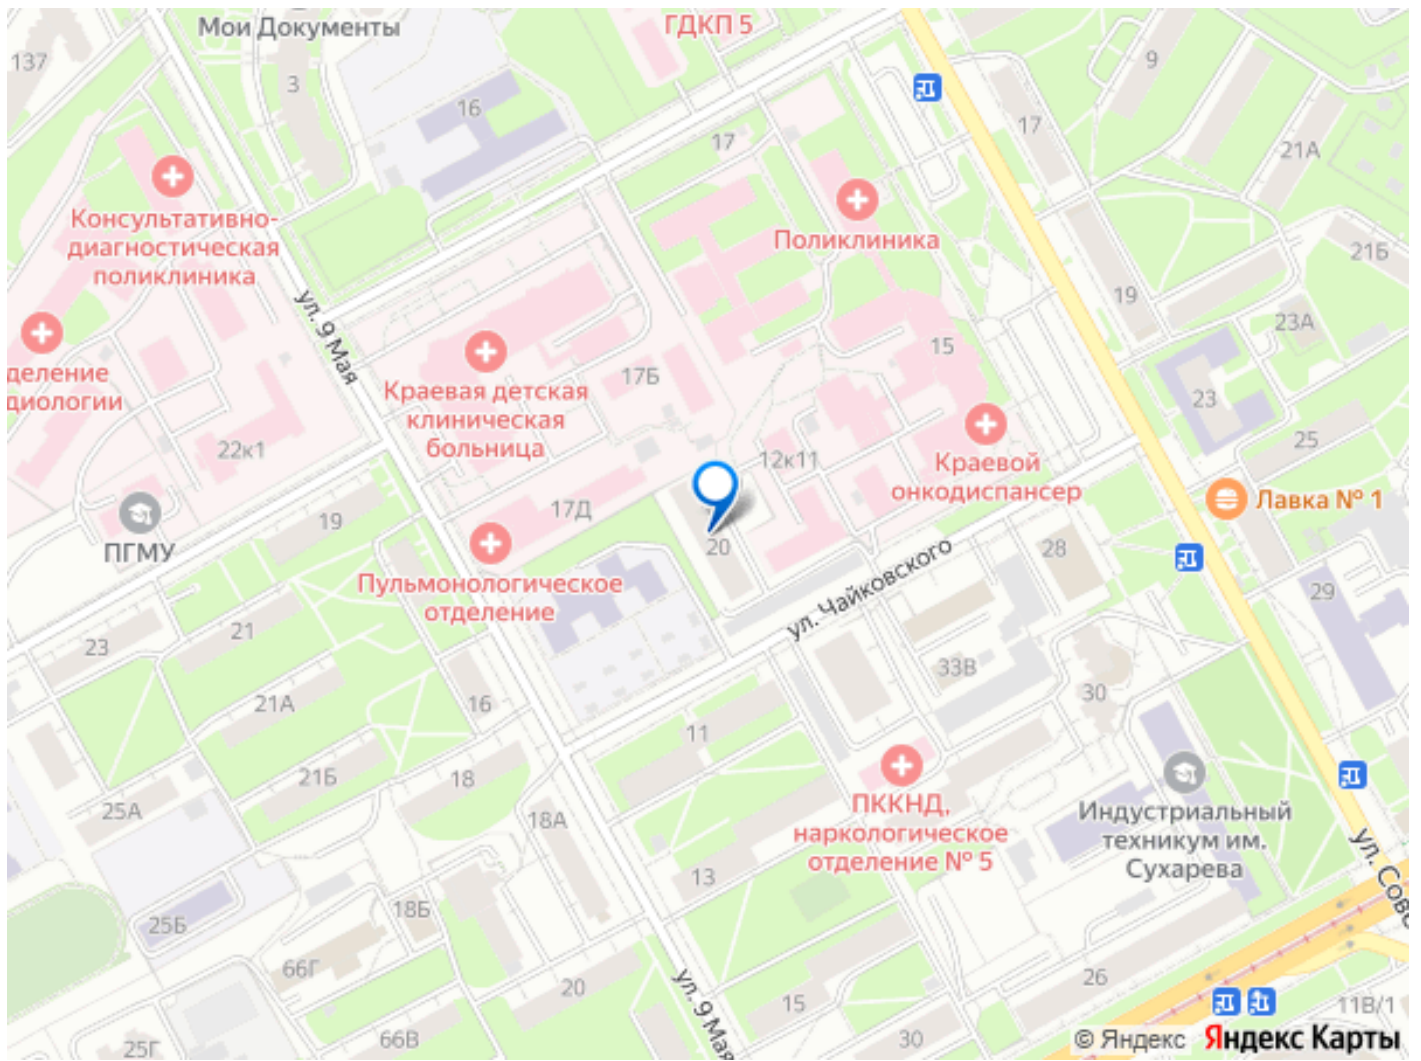 Мои Документы
ГДКП 5
137
3
16
9
17
17
21А
Консультативно-
диагностическая
поликлиника
Поликлиника
21Б
ул. 9 Мая
19
23А
деление
диологии
15
Краевая детская
клиническая
больница
17Б
23
22к1
12к11
25
Краевой
онкодиспансер
Лавка № 1
19
17Д
ПГМУ
20
28
Пульмонологическое
отделение
ул. Чайковского
29
21
23
33В
30
21А
16
11
21Б
18
25А
18А
ПККНД,
наркологическое
отделение № 5
Индустриальный
техникум им.
Сухарева
ул. Сове
13
18Б
25Б
66Г
20
ул. 9 Мая
15
26
11В/1
25Г
66В
30
© Яндекс Яндекс Карты